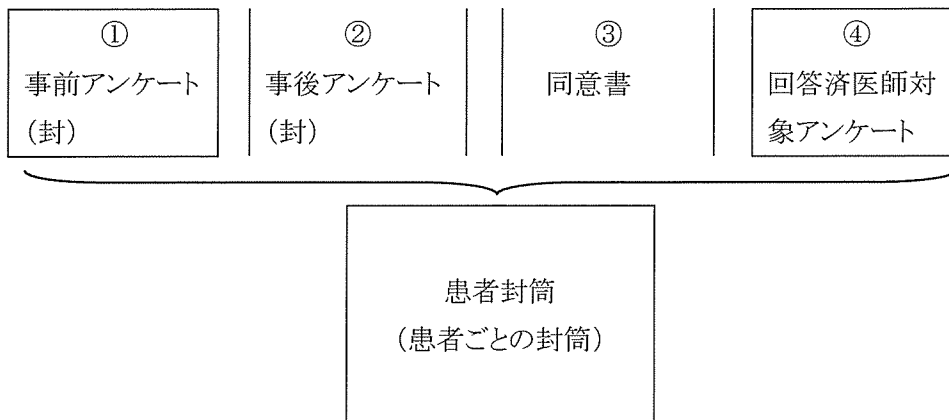 ①
事前アンケート
(封)
②
事後アンケート
(封)
③
同意書
④
回答済医師対
象アンケート
患者封筒
(患者ごとの封筒)